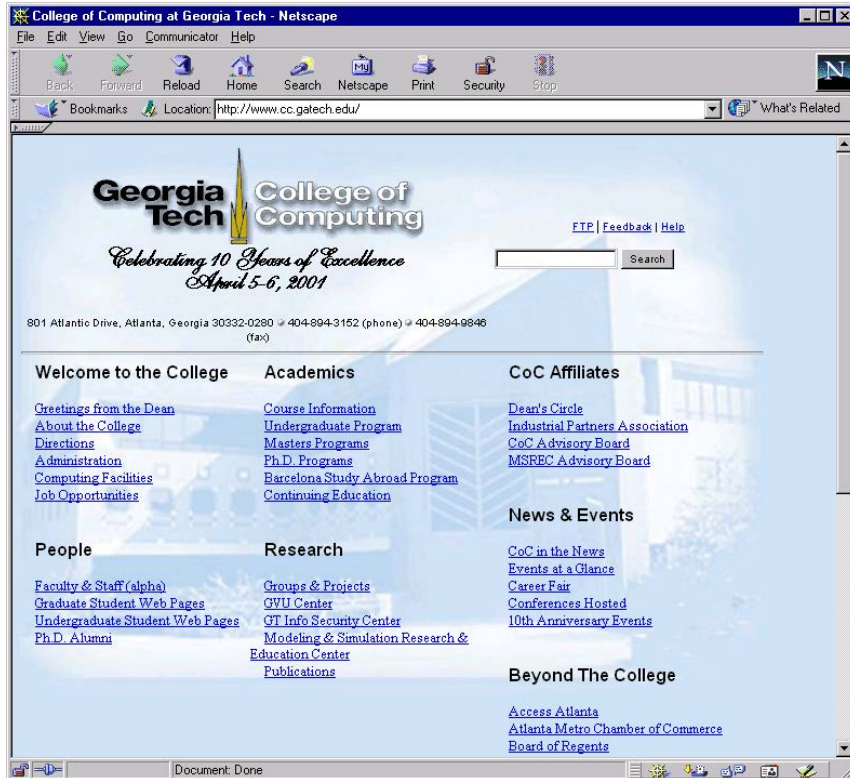 College of Computing at Georgia Tech - Netscape
File Edit View Go Communicator Help
Back Forward Reload Home Search Netscape Print Security Stop
My
N
Bookmarks Location: http://www.cc.gatech.edu/ What's Related
Georgia Tech
College of Computing
Celebrating 10 Years of Excellence
April 5-6, 2001
FTP | Feedback | Help
Search
801 Atlantic Drive, Atlanta, Georgia 30332-0280 404-894-3152 (phone) 404-894-9846
(fax)
Welcome to the College
Greetings from the Dean
About the College
Directions
Administration
Computing Facilities
Job Opportunities
Academics
Course Information
Undergraduate Program
Masters Programs
Ph.D. Programs
Barcelona Study Abroad Program
Continuing Education
CoC Affiliates
Dean's Circle
Industrial Partners Association
CoC Advisory Board
MSREC Advisory Board
People
Faculty & Staff (alpha)
Graduate Student Web Pages
Undergraduate Student Web Pages
Ph.D. Alumni
Research
Groups & Projects
GVU Center
GT Info Security Center
Modeling & Simulation Research &
Education Center
Publications
News & Events
CoC in the News
Events at a Glance
Career Fair
Conferences Hosted
10th Anniversary Events
Beyond The College
Access Atlanta
Atlanta Metro Chamber of Commerce
Board of Regents
Document: Done